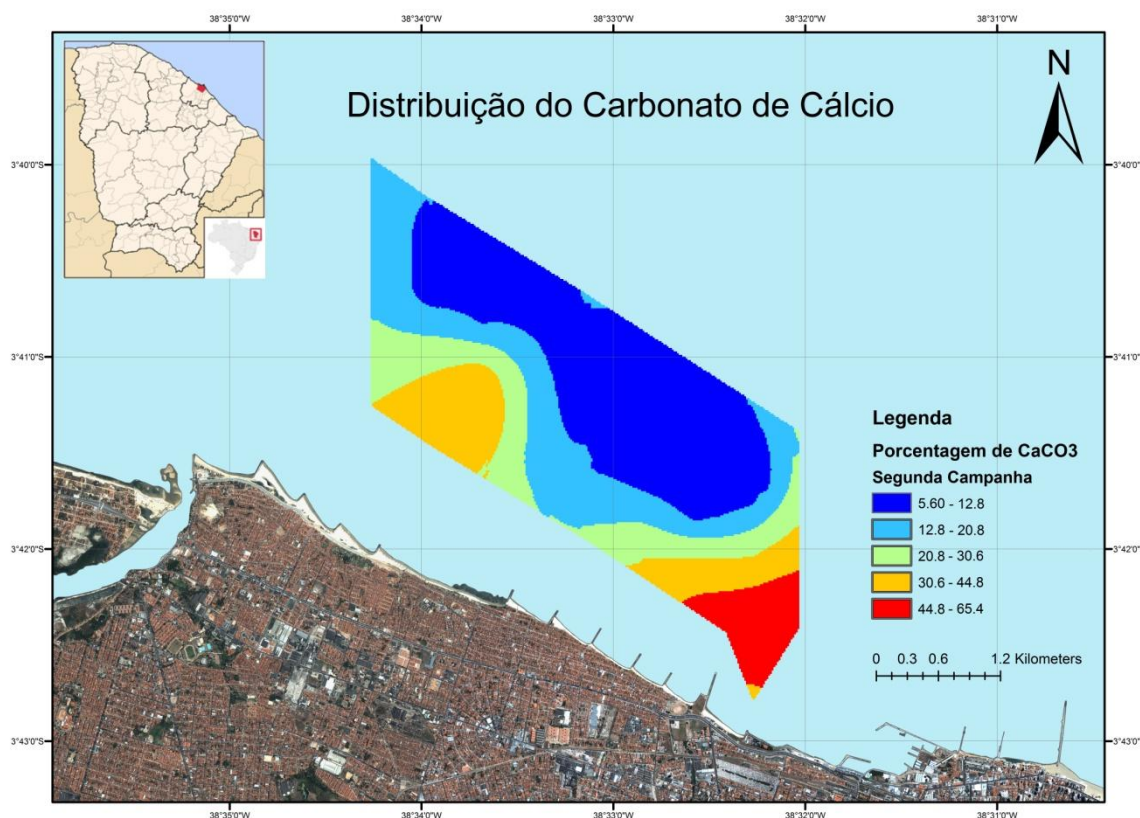 38°35'0"W 38°34'0"W 38°33'0"W 38°32'0"W 38°31'0"W
N
Distribuição do Carbonato de Cálcio
3°40'0"S 3°40'0"S
3°41'0"S 3°41'0"S
Legenda
Porcentagem de CaCO3
Segunda Campanha
5.60 - 12.8
12.8 - 20.8
20.8 - 30.6
30.6 - 44.8
44.8 - 65.4
3°42'0"S 3°42'0"S
0 0.3 0.6 1.2 Kilometers
3°43'0"S 3°43'0"S
38°35'0"W 38°34'0"W 38°33'0"W 38°32'0"W 38°31'0"W